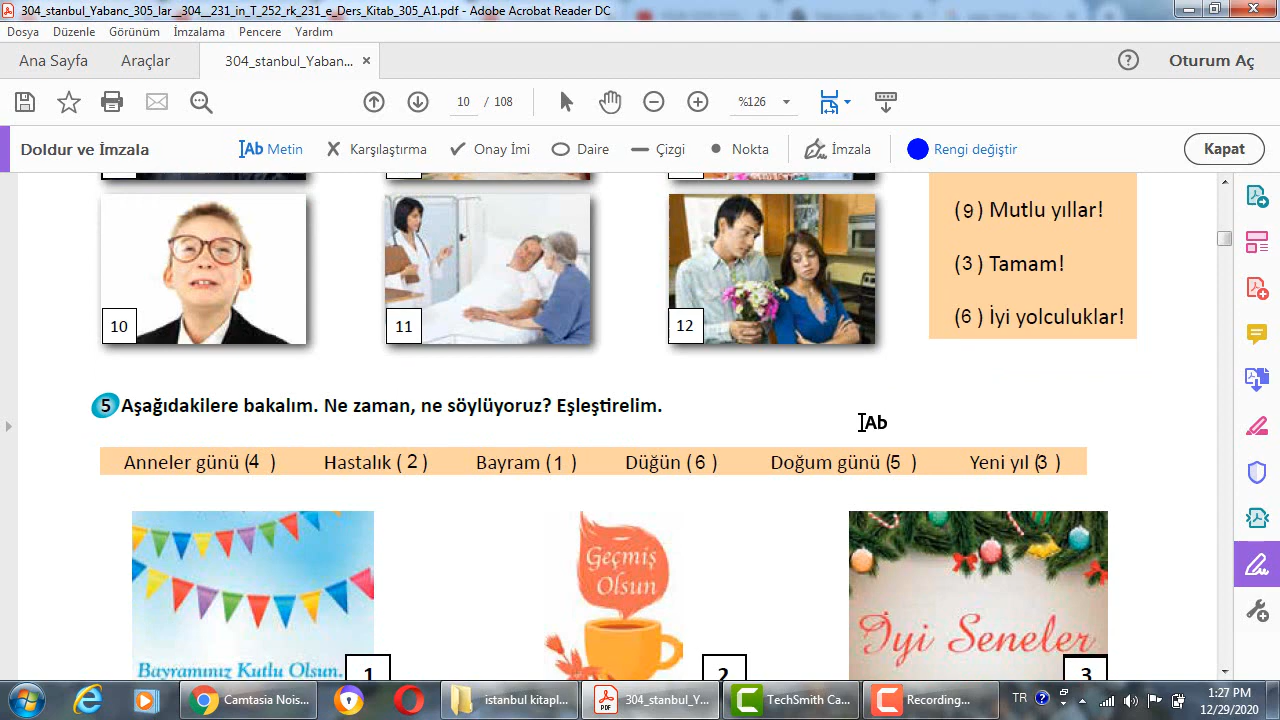 304_stanbul_Yabanc_305_lar__304__231_in_T_252_rk_231_e_Ders_Kitab_305_A1.pdf - Adobe Acrobat Reader DC
Dosya Düzenle Görünüm İmzalama Pencere Yardım
Ana Sayfa Araçlar 304_stanbul_Yaban... × Oturum Aç
10 / 108 %126
Doldur ve İmzala Ab Metin Karşılaştırma Onay İmi Daire Çizgi Nokta İmzala Rengi değiştir Kapat
(9) Mutlu yıllar!
(3) Tamam!
(6) İyi yolculuklar!
10 11 12
5 Aşağıdakilere bakalım. Ne zaman, ne söylüyoruz? Eşleştirelim.
Ab
Anneler günü (4 ) Hastalık ( 2 ) Bayram ( 1 ) Düğün ( 6 ) Doğum günü (5 ) Yeni yıl (3 )
Geçmiş
Olsun
İyi Seneler
Bayramınız Kutlu Olsun.
1 2 3
Camtasia Nois... istanbul kitapl... 304_stanbul_Y... TechSmith Ca... Recording... TR 1:27 PM
12/29/2020